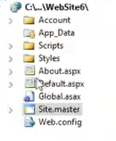 C:\...\WebSite6\
Account
App_Data
Scripts
Styles
About.aspx
Default.aspx
Global.asax
Site.master
Web.config